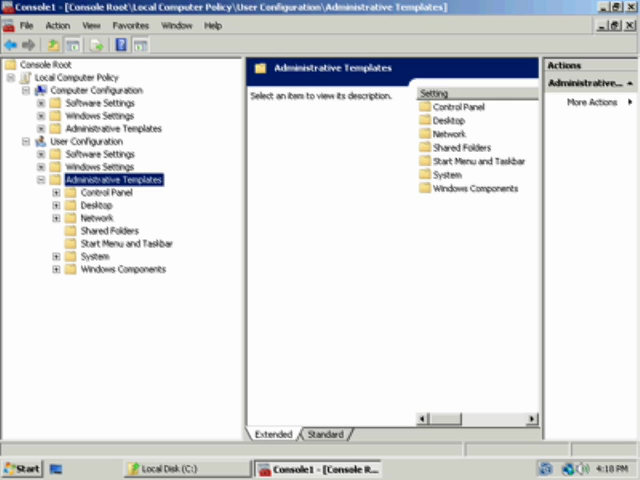 Console1 - [Console Root\Local Computer Policy\User Configuration\Administrative Templates]
File Action View Favorites Window Help
Console Root
Local Computer Policy
Computer Configuration
Software Settings
Windows Settings
Administrative Templates
User Configuration
Software Settings
Windows Settings
Administrative Templates
Control Panel
Desktop
Network
Shared Folders
Start Menu and Taskbar
System
Windows Components
Administrative Templates
Select an item to view its description.
Setting
Control Panel
Desktop
Network
Shared Folders
Start Menu and Taskbar
System
Windows Components
Extended Standard
Actions
Administrative...
More Actions
Start Local Disk (C:) Console1 - [Console R... 4:18 PM